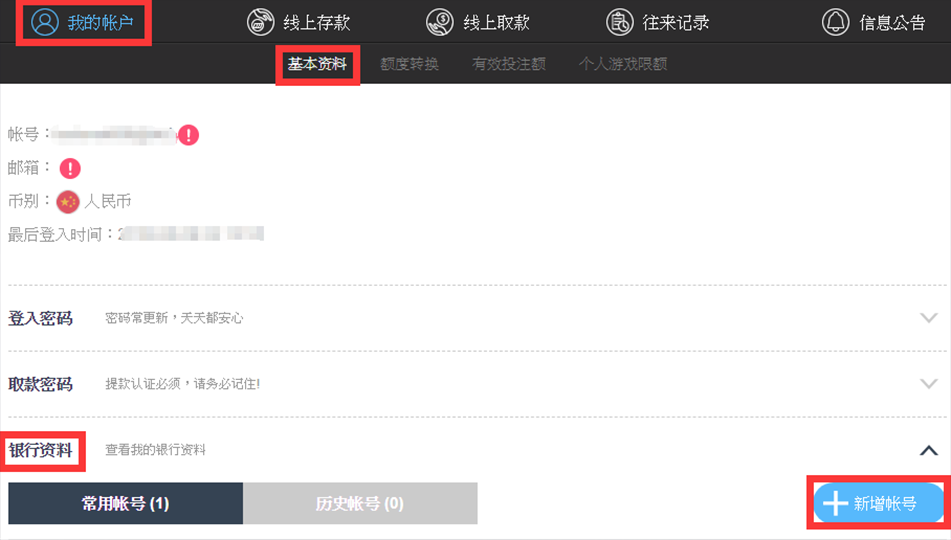 我的帐户 线上存款 线上取款 往来记录 信息公告
基本资料 额度转换 有效投注额 个人游戏限额
帐号：
邮箱：
币别： 人民币
最后登入时间：2
登入密码 密码常更新，天天都安心
取款密码 提款认证必须，请务必记住!
银行资料 查看我的银行资料
常用帐号 (1) 历史帐号 (0) 新增帐号